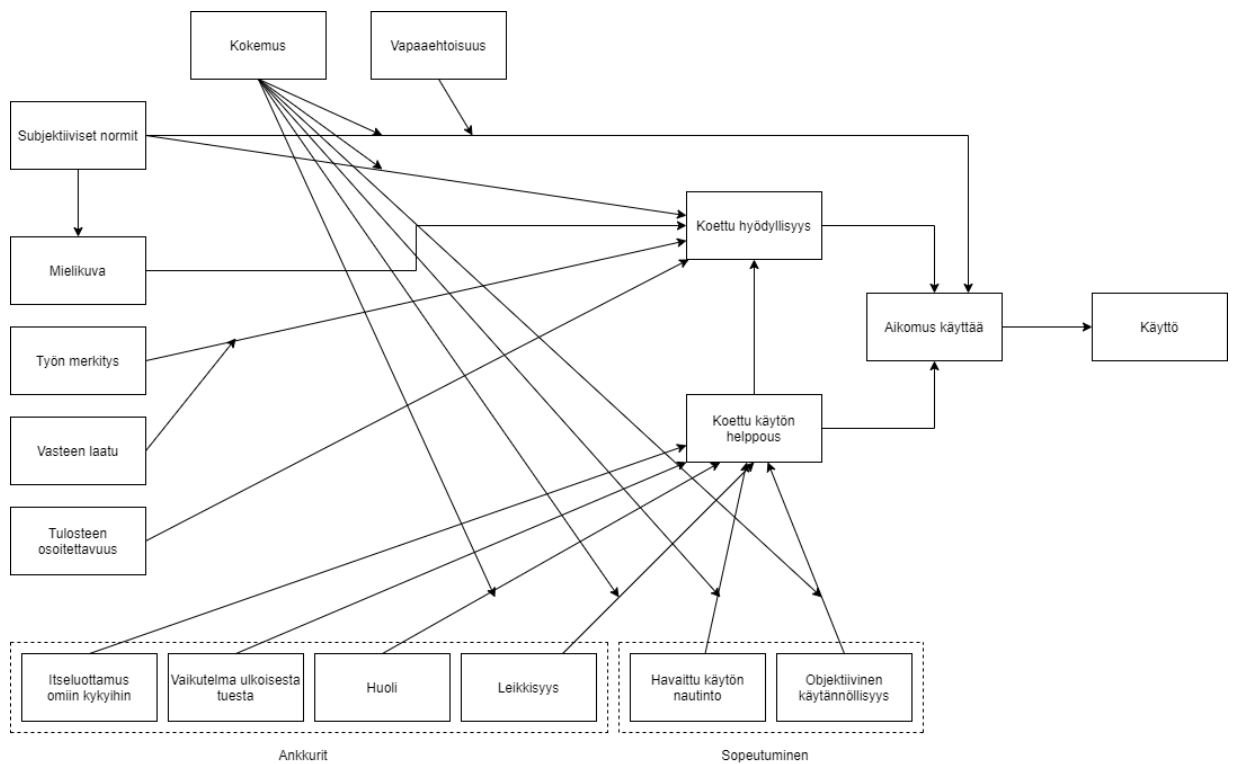 Kokemus
Vapaaehtoisuus
Subjektiiviset normit
Mielikuva
Koettu hyödyllisyys
Aikomus käyttää
Käyttö
Työn merkitys
Vasteen laatu
Koettu käytön
helppous
Tulosteen
osoitettavuus
Itseluottamus
omiin kykyihin
Vaikutelma ulkoisesta
tuesta
Huoli
Leikkisyys
Havaittu käytön
nautinto
Objektiivinen
käytännöllisyys
Ankkurit
Sopeutuminen